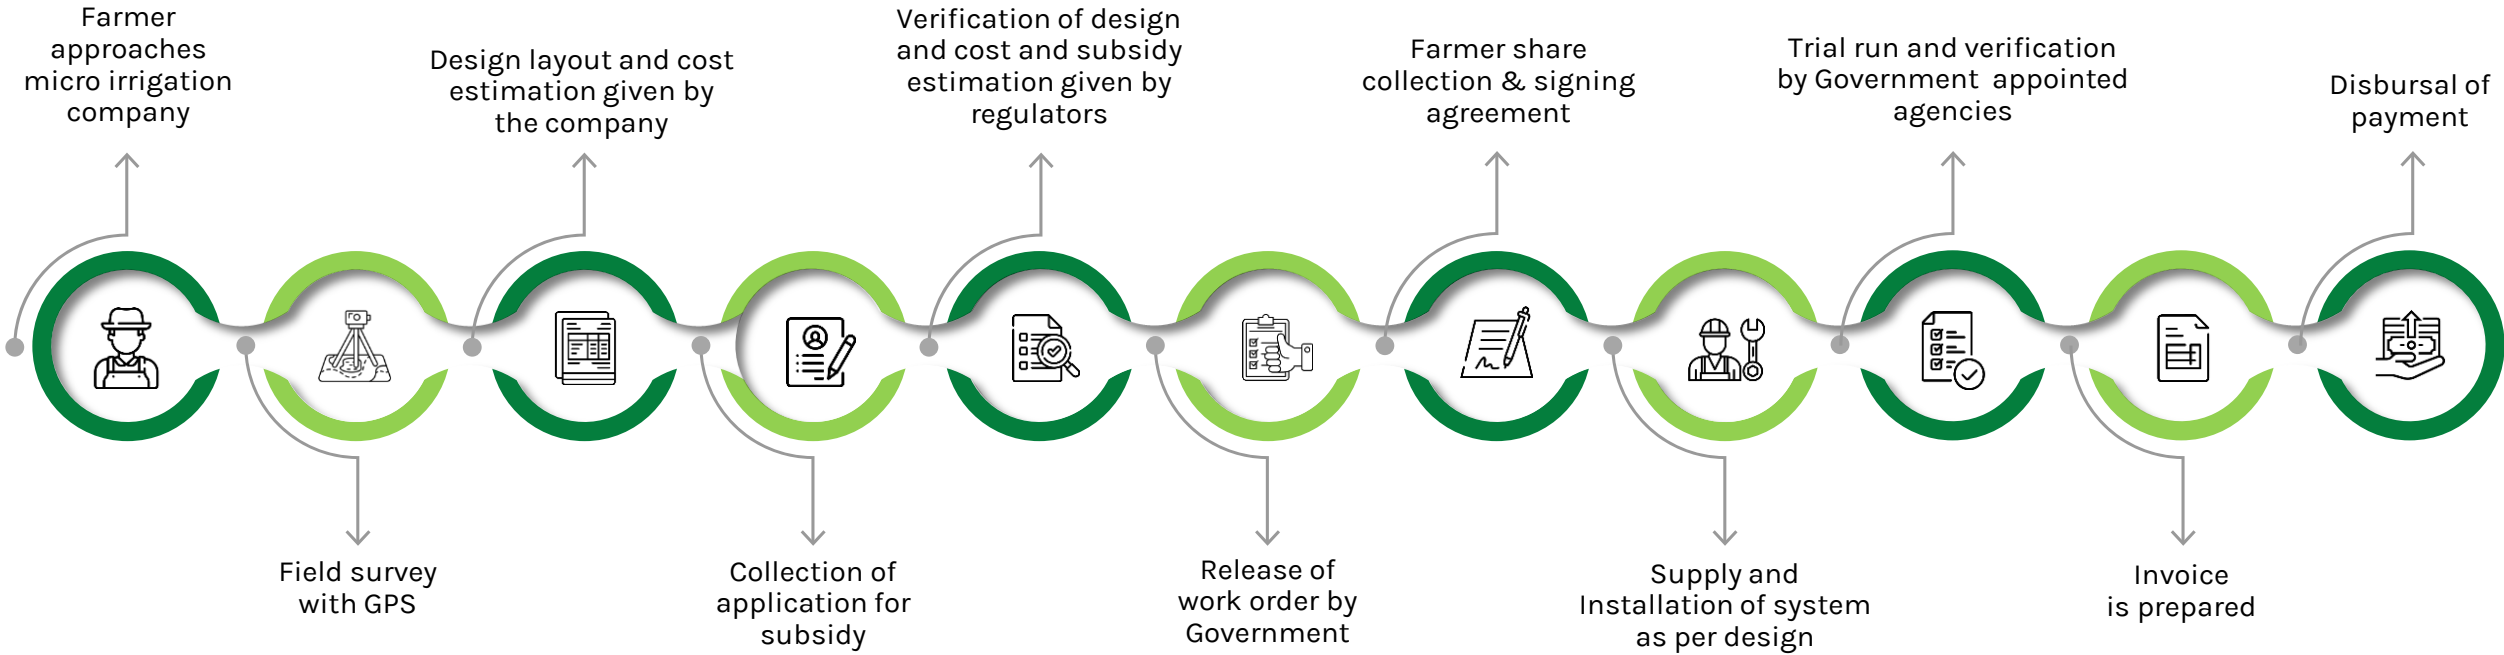 Farmer
approaches
micro irrigation
company
Field survey
with GPS
Design layout and cost
estimation given by
the company
Collection of
application for
subsidy
Verification of design
and cost and subsidy
estimation given by
regulators
Release of
work order by
Government
Farmer share
collection & signing
agreement
Supply and
Installation of system
as per design
Trial run and verification
by Government  appointed
agencies
Invoice
is prepared
Disbursal of
payment